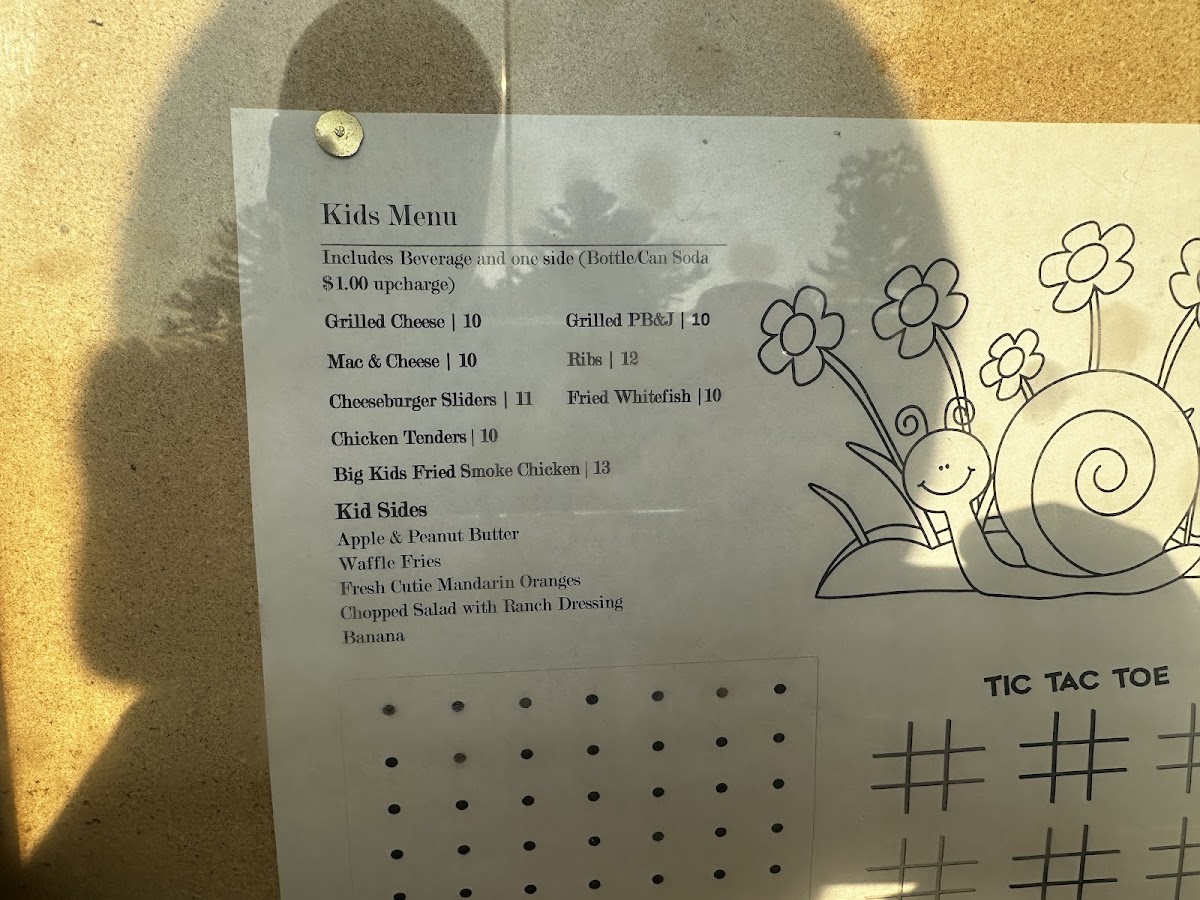 Kids Menu
Includes Beverage and one side (Bottle/Can Soda
$1.00 upcharge)
Grilled Cheese | 10
Grilled PB&J | 10
Mac & Cheese | 10
Ribs | 12
Cheeseburger Sliders | 11
Fried Whitefish |10
Chicken Tenders | 10
Big Kids Fried Smoke Chicken | 13
Kid Sides
Apple & Peanut Butter
Waffle Fries
Fresh Cutie Mandarin Oranges
Chopped Salad with Ranch Dressing
Banana
TIC TAC TOE